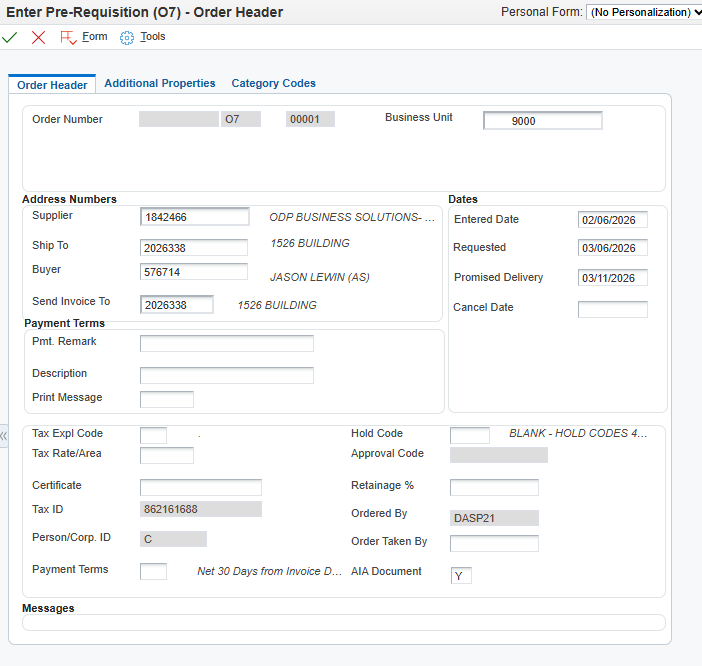 Enter Pre-Requisition (O7) - Order Header
Personal Form: (No Personalization)
Form Tools
Order Header Additional Properties Category Codes
Order Number O7 00001 Business Unit 9000
Address Numbers
Supplier 1842466 ODP BUSINESS SOLUTIONS- ...
Ship To 2026338 1526 BUILDING
Buyer 576714 JASON LEWIN (AS)
Send Invoice To 2026338 1526 BUILDING
Dates
Entered Date 02/06/2026
Requested 03/06/2026
Promised Delivery 03/11/2026
Cancel Date
Payment Terms
Pmt. Remark
Description
Print Message
Tax Expl Code . Hold Code BLANK - HOLD CODES 4...
Tax Rate/Area Approval Code
Certificate Retainage %
Tax ID 862161688 Ordered By DASP21
Person/Corp. ID C Order Taken By
Payment Terms Net 30 Days from Invoice D... AIA Document Y
Messages